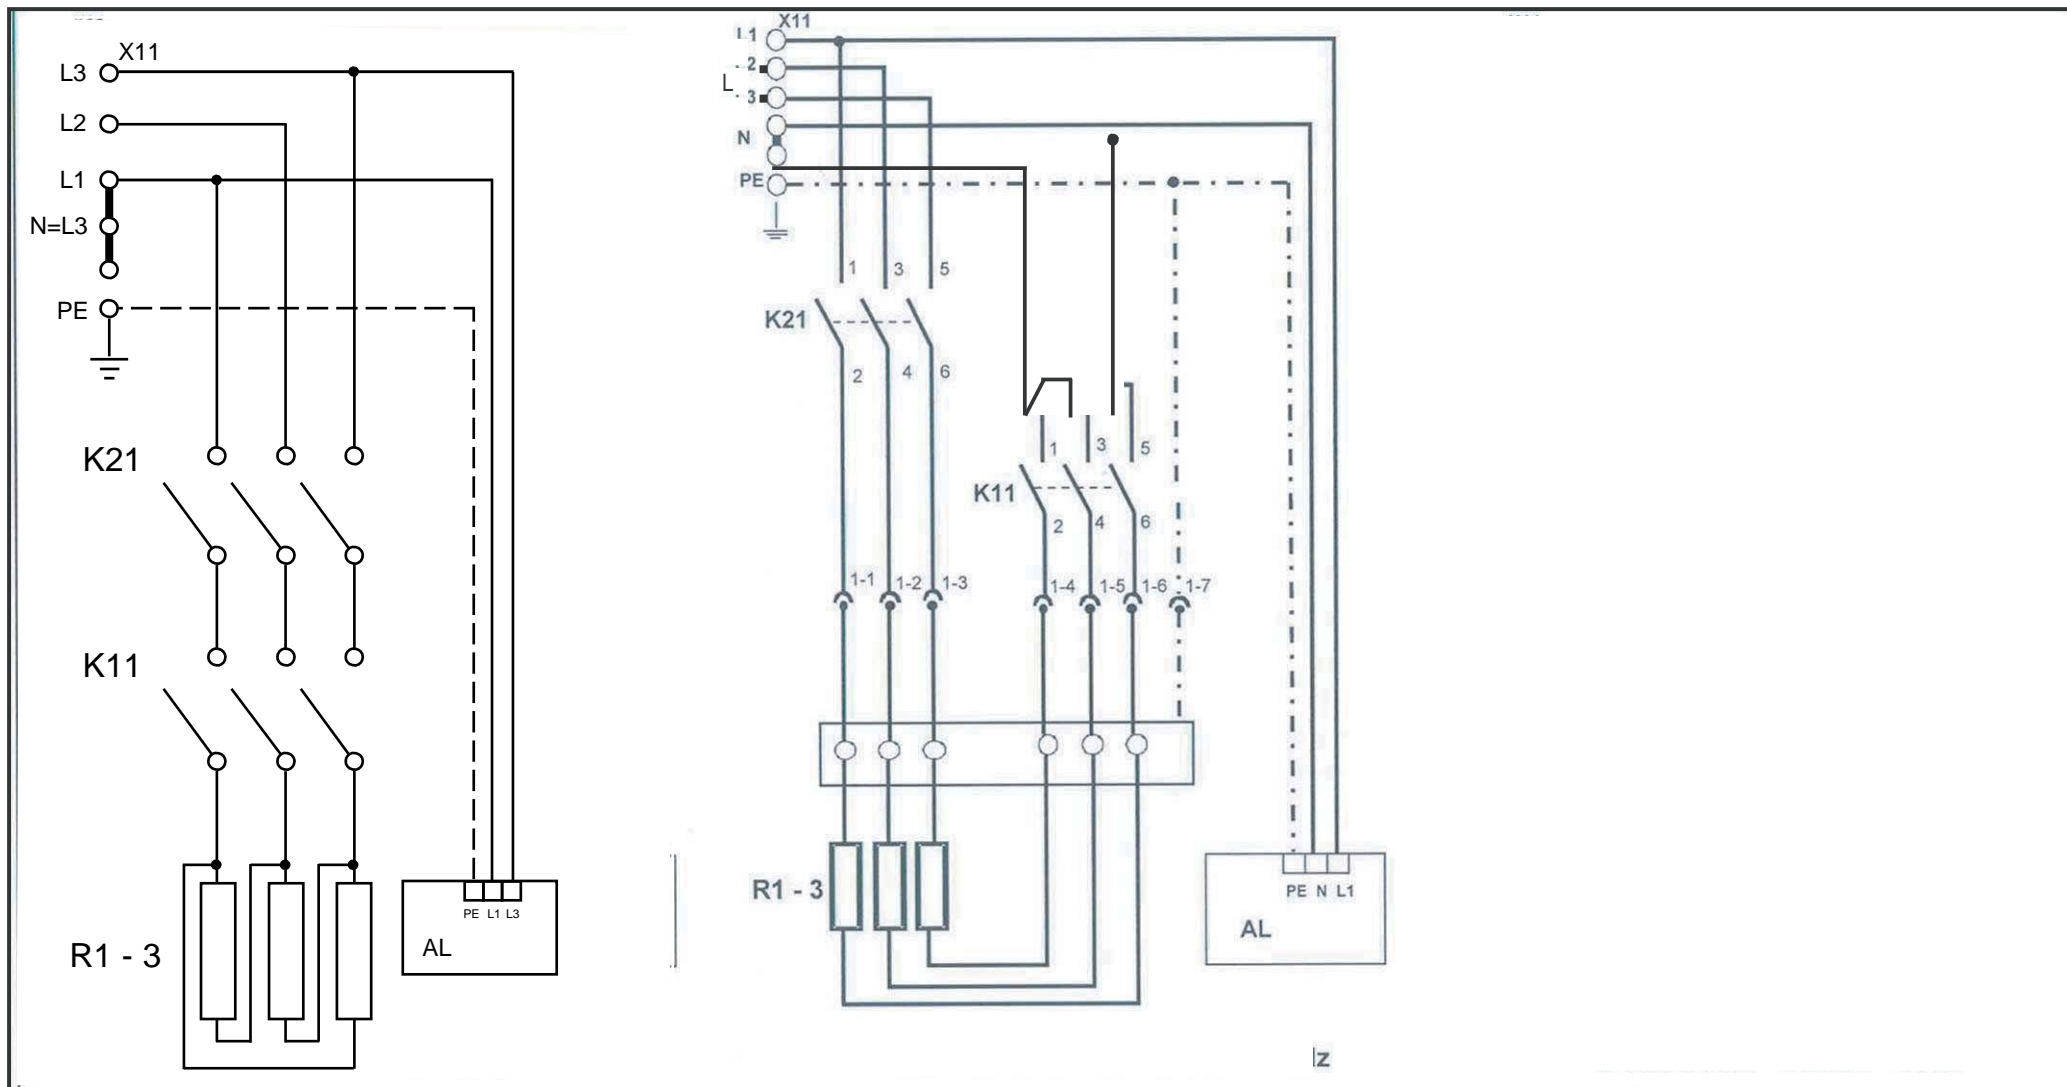 X11
L3
L2
L1
N=L3
PE
K21
K11
R1 - 3
PE L1 L3
AL
X11
L1
2
L
3
N
PE
1 3 5
K21
2 4 6
1 3 5
K11
2 4 6
1-1 1-2 1-3 1-4 1-5 1-6 1-7
R1 - 3
PE N L1
AL
z